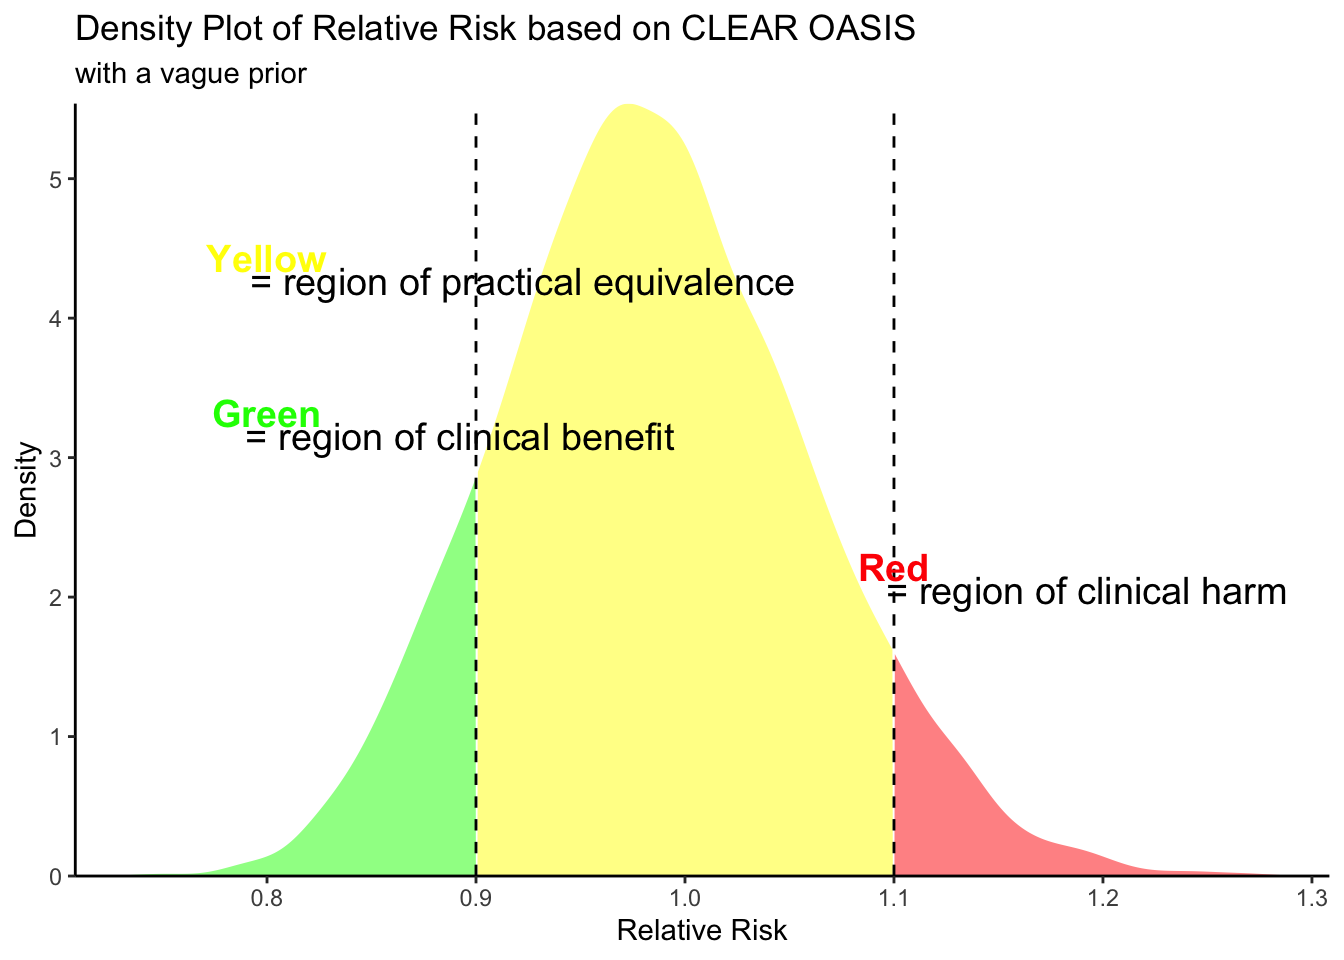 Density Plot of Relative Risk based on CLEAR OASIS
with a vague prior
5
4
3
2
1
0
Density
Yellow
= region of practical equivalence
Green
= region of clinical benefit
Red
= region of clinical harm
0.8 0.9 1.0 1.1 1.2 1.3
Relative Risk